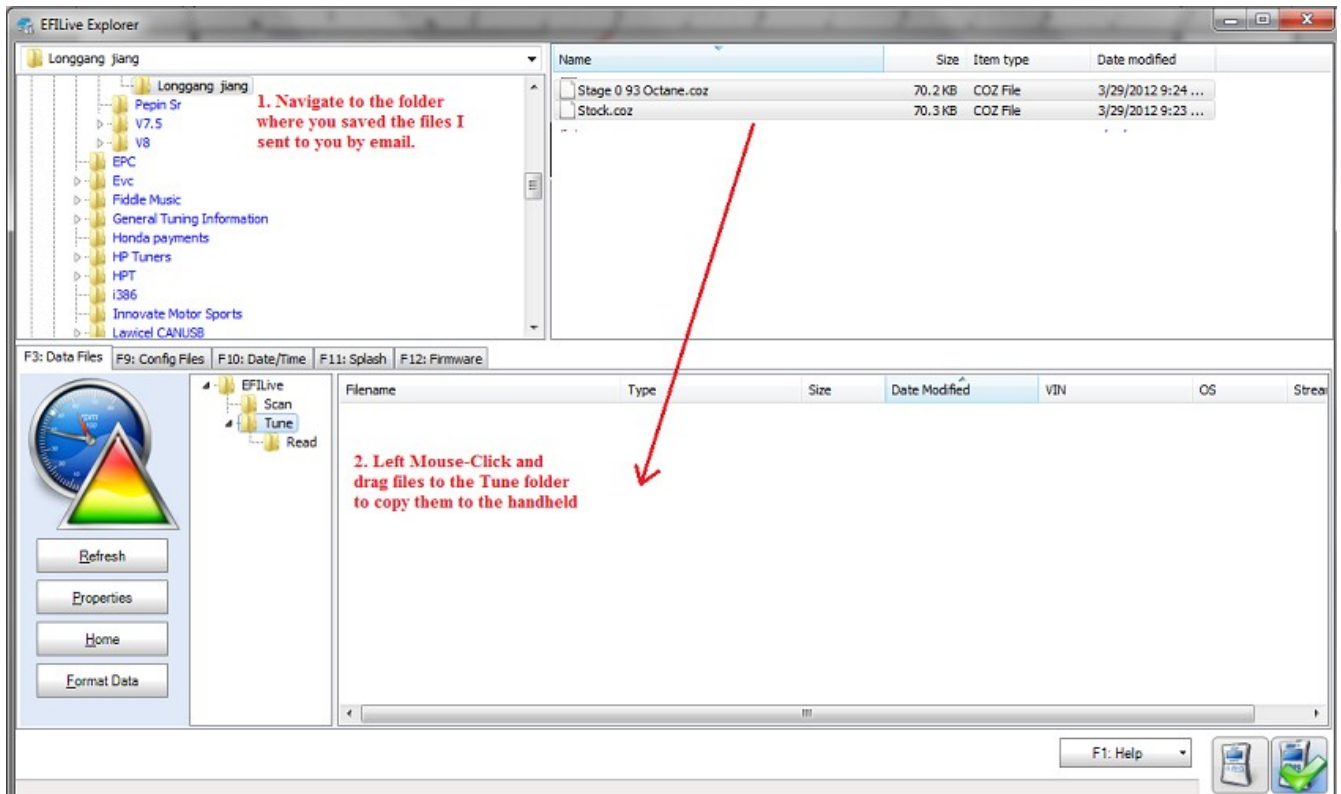 EFILive Explorer
Longgang jiang
Longgang jiang
Pepin Sr
V7.5
V8
EPC
Evc
Fiddle Music
General Tuning Information
Honda payments
HP Tuners
HPT
i386
Innovate Motor Sports
Lawicel CANUSB
1. Navigate to the folder
where you saved the files I
sent to you by email.
Name Size Item type Date modified
Stage 0 93 Octane.coz 70.2 KB COZ File 3/29/2012 9:24 ...
Stock.coz 70.3 KB COZ File 3/29/2012 9:23 ...
F3: Data Files F9: Config Files F10: Date/Time F11: Splash F12: Firmware
rpm
Refresh
Properties
Home
Format Data
EFILive
Scan
Tune
Read
Filename Type Size Date Modified VIN OS Strea
2. Left Mouse-Click and
drag files to the Tune folder
to copy them to the handheld
F1: Help